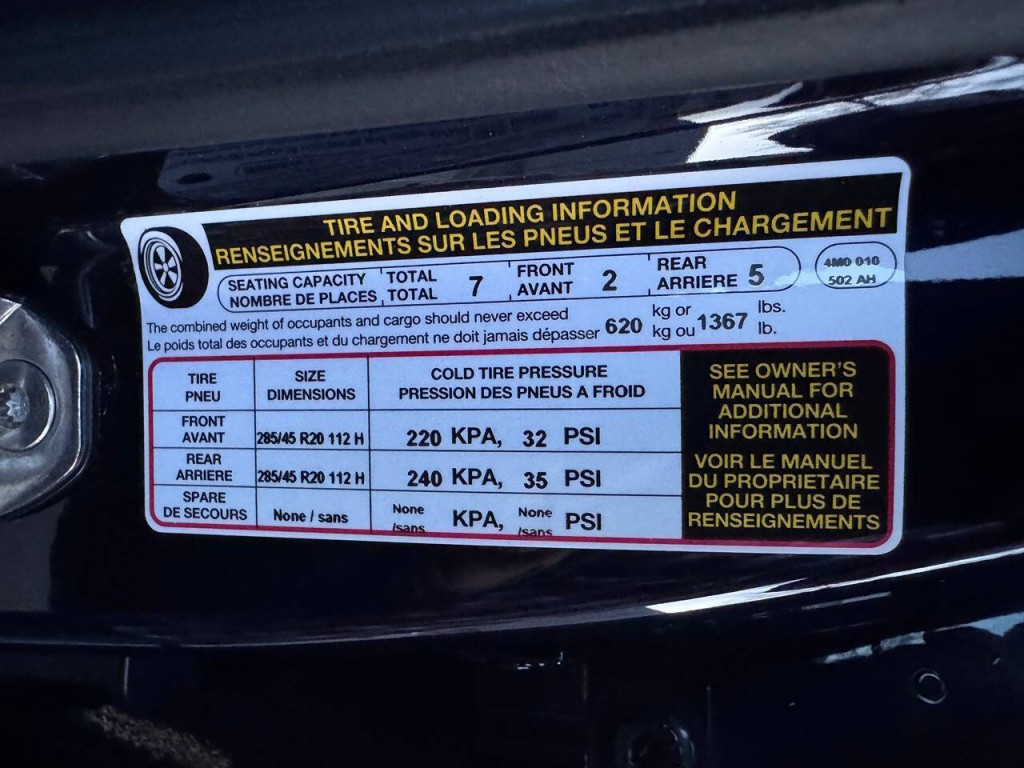 TIRE AND LOADING INFORMATION
RENSEIGNEMENTS SUR LES PNEUS ET LE CHARGEMENT
SEATING CAPACITY TOTAL 7 FRONT 2 REAR 5
NOMBRE DE PLACES TOTAL AVANT ARRIERE
4M0 010
502 AH
The combined weight of occupants and cargo should never exceed 620 kg or 1367 lbs.
Le poids total des occupants et du chargement ne doit jamais dépasser kg ou lb.
TIRE SIZE COLD TIRE PRESSURE
PNEU DIMENSIONS PRESSION DES PNEUS A FROID
FRONT
AVANT 285/45 R20 112 H 220 KPA, 32 PSI
REAR
ARRIERE 285/45 R20 112 H 240 KPA, 35 PSI
SPARE
DE SECOURS None / sans None /sans KPA, None /sans PSI
SEE OWNER'S
MANUAL FOR
ADDITIONAL
INFORMATION
VOIR LE MANUEL
DU PROPRIETAIRE
POUR PLUS DE
RENSEIGNEMENTS